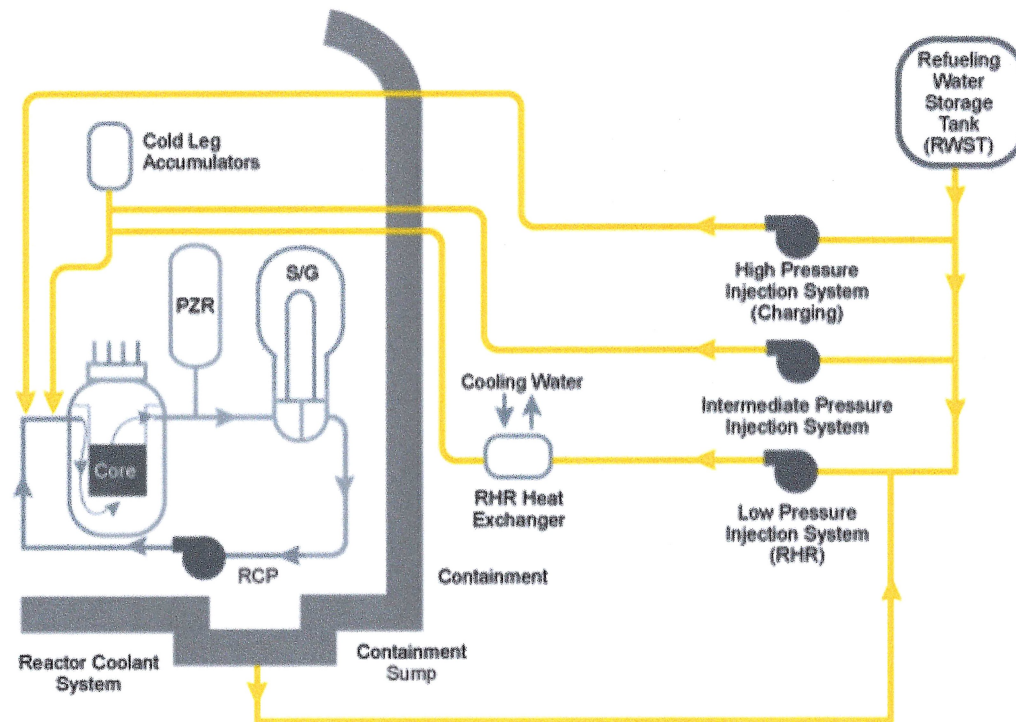 Refueling
Water
Storage
Tank
(RWST)
Cold Leg
Accumulators
High Pressure
Injection System
(Charging)
PZR
S/G
Cooling Water
Intermediate Pressure
Injection System
Core
RHR Heat
Exchanger
Low Pressure
Injection System
(RHR)
RCP
Containment
Reactor Coolant
System
Containment
Sump